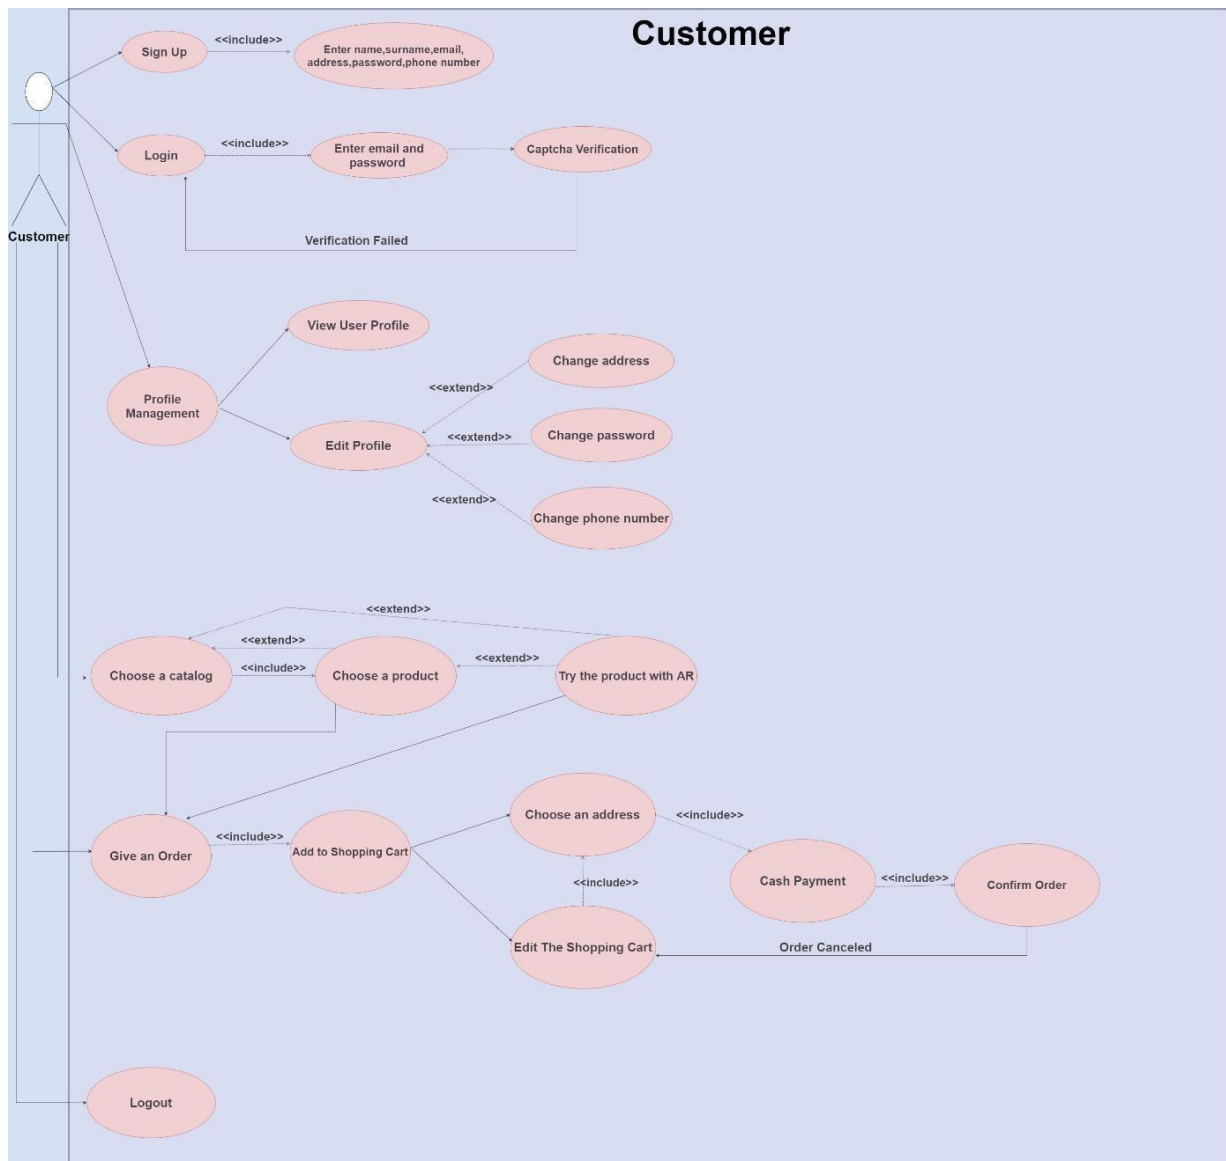 Customer
Sign Up
<<include>>
Enter name,surname,email,
address,password,phone number
Login
<<include>>
Enter email and
password
Captcha Verification
Verification Failed
Customer
View User Profile
Profile
Management
Edit Profile
<<extend>>
Change address
<<extend>>
Change password
<<extend>>
Change phone number
<<extend>>
<<extend>>
Choose a catalog
<<include>>
Choose a product
<<extend>>
Try the product with AR
Give an Order
<<include>>
Add to Shopping Cart
Choose an address
<<include>>
<<include>>
Cash Payment
<<include>>
Confirm Order
Edit The Shopping Cart
Order Canceled
Logout